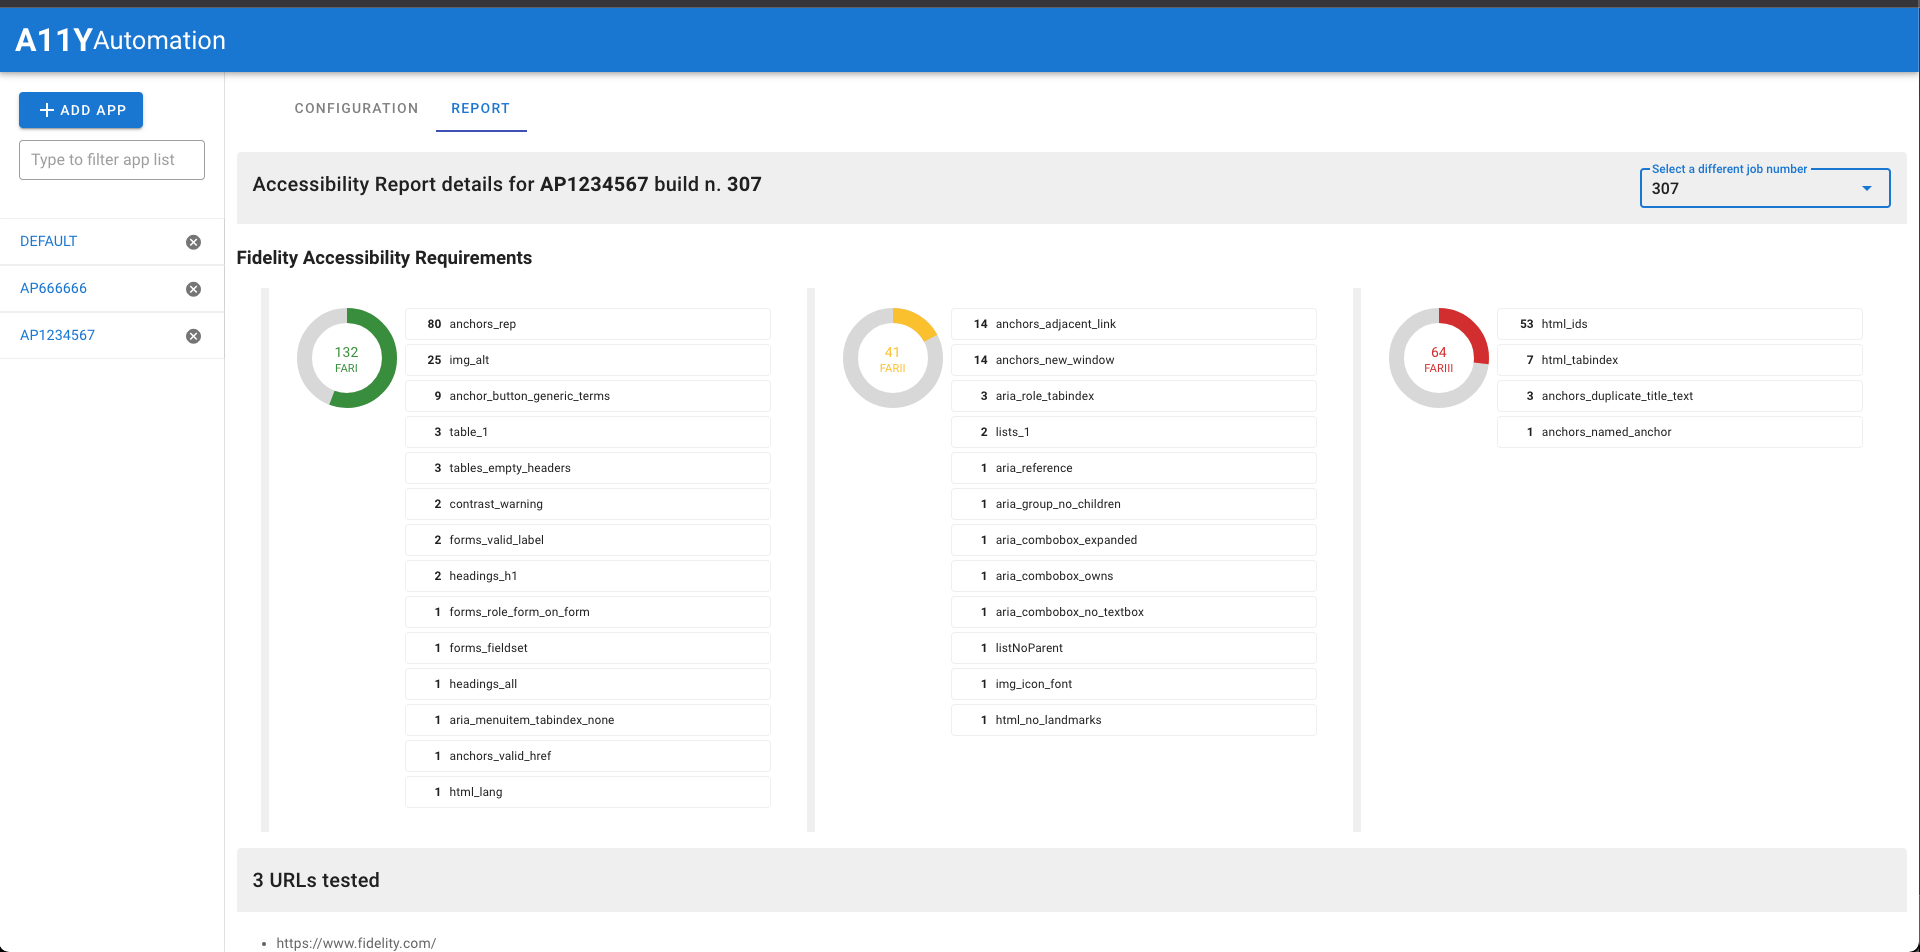 A11YAutomation
ADD APP
Type to filter app list
DEFAULT
AP666666
AP1234567
CONFIGURATION
REPORT
Accessibility Report details for AP1234567 build n. 307
Select a different job number
307
Fidelity Accessibility Requirements
132
FARI
80 anchors_rep
25 img_alt
9 anchor_button_generic_terms
3 table_1
3 tables_empty_headers
2 contrast_warning
2 forms_valid_label
2 headings_h1
1 forms_role_form_on_form
1 forms_fieldset
1 headings_all
1 aria_menuitem_tabindex_none
1 anchors_valid_href
1 html_lang
41
FARII
14 anchors_adjacent_link
14 anchors_new_window
3 aria_role_tabindex
2 lists_1
1 aria_reference
1 aria_group_no_children
1 aria_combobox_expanded
1 aria_combobox_owns
1 aria_combobox_no_textbox
1 listNoParent
1 img_icon_font
1 html_no_landmarks
64
FARIII
53 html_ids
7 html_tabindex
3 anchors_duplicate_title_text
1 anchors_named_anchor
3 URLs tested
• https://www.fidelity.com/